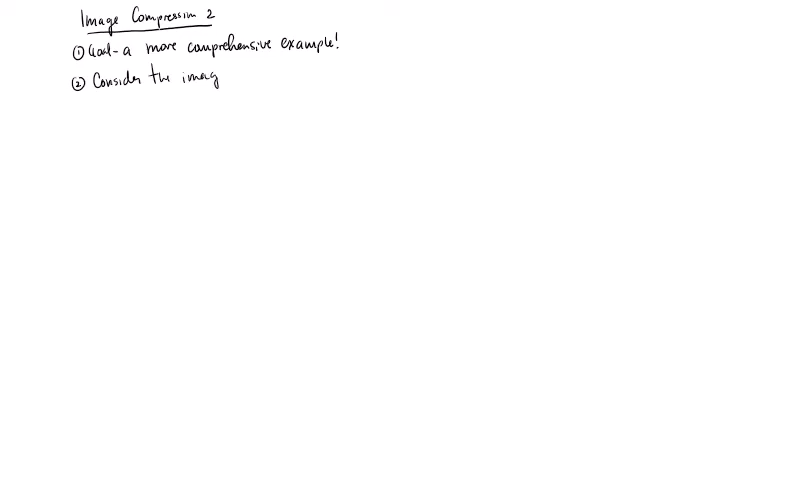 Image Compression 2
① Goal - a more comprehensive example!
② Consider the imag